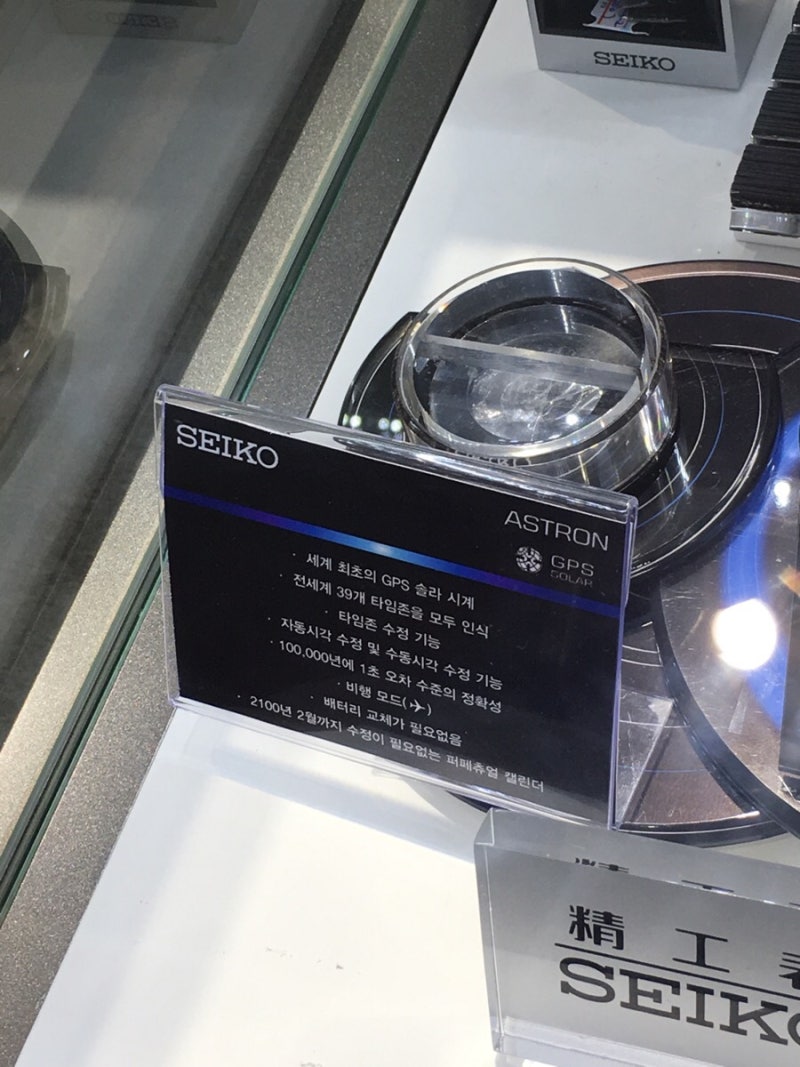 SEIKO
SEIKO
ASTRON
GPS
SOLAR
· 세계 최초의 GPS 솔라 시계
· 전세계 39개 타임존을 모두 인식
· 타임존 수정 기능
· 자동시각 수정 및 수동시각 수정 기능
· 100,000년에 1초 오차 수준의 정확성
· 비행 모드(✈)
· 배터리 교체가 필요없음
· 2100년 2월까지 수정이 필요없는 퍼페츄얼 캘린더
精 工
SEIKO